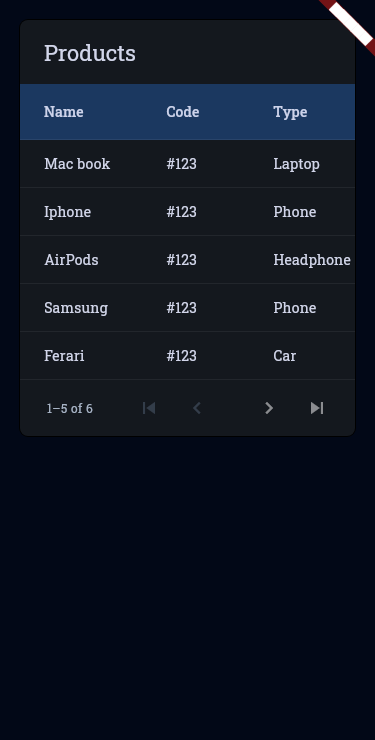 Products
Name Code Type
Mac book #123 Laptop
Iphone #123 Phone
AirPods #123 Headphone
Samsung #123 Phone
Ferari #123 Car
1–5 of 6